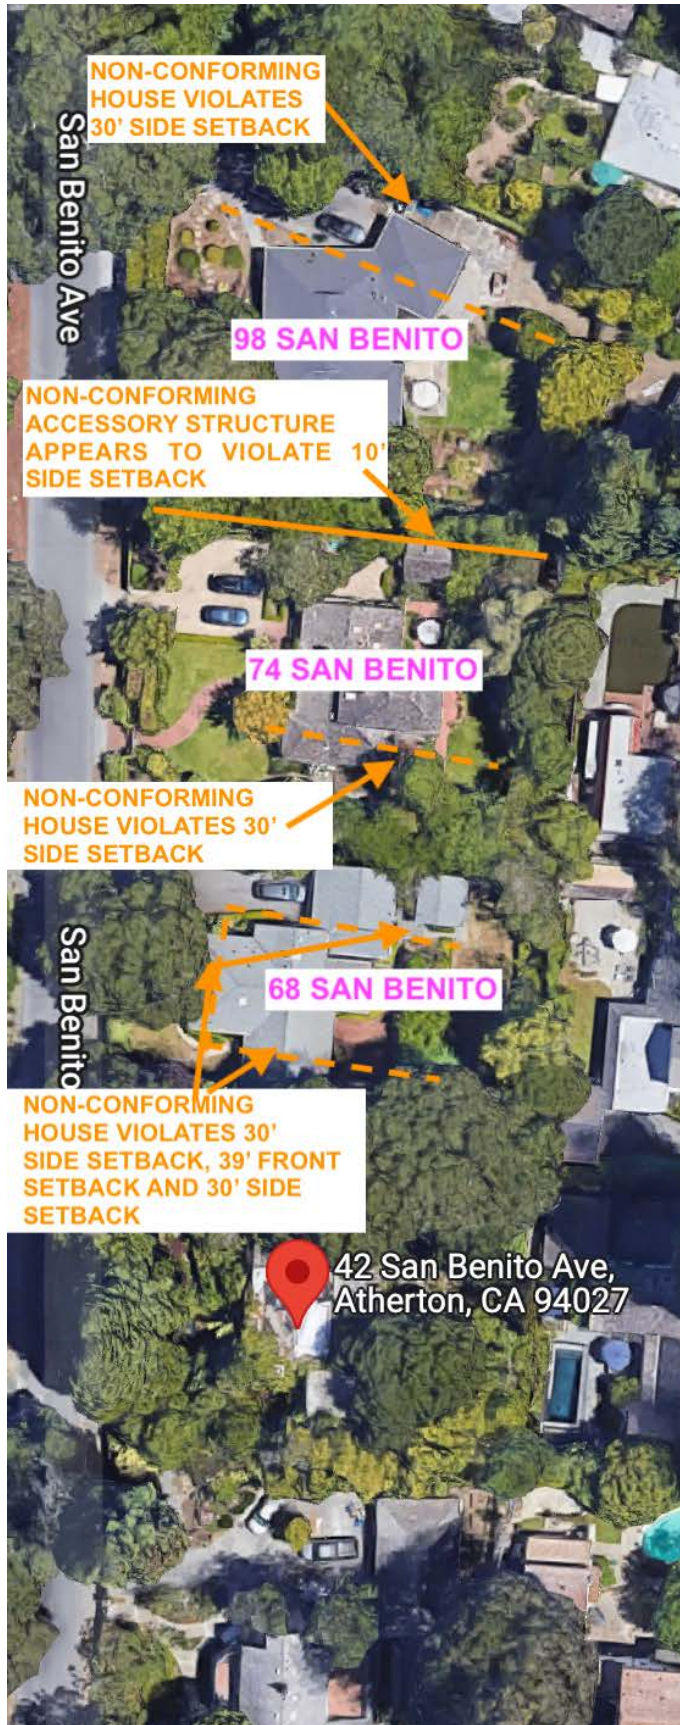 NON-CONFORMING
HOUSE VIOLATES
30’ SIDE SETBACK
San Benito Ave
98 SAN BENITO
NON-CONFORMING
ACCESSORY STRUCTURE
APPEARS TO VIOLATE 10’
SIDE SETBACK
74 SAN BENITO
NON-CONFORMING
HOUSE VIOLATES 30’
SIDE SETBACK
San Benito
68 SAN BENITO
NON-CONFORMING
HOUSE VIOLATES 30’
SIDE SETBACK, 39’ FRONT
SETBACK AND 30’ SIDE
SETBACK
42 San Benito Ave,
Atherton, CA 94027